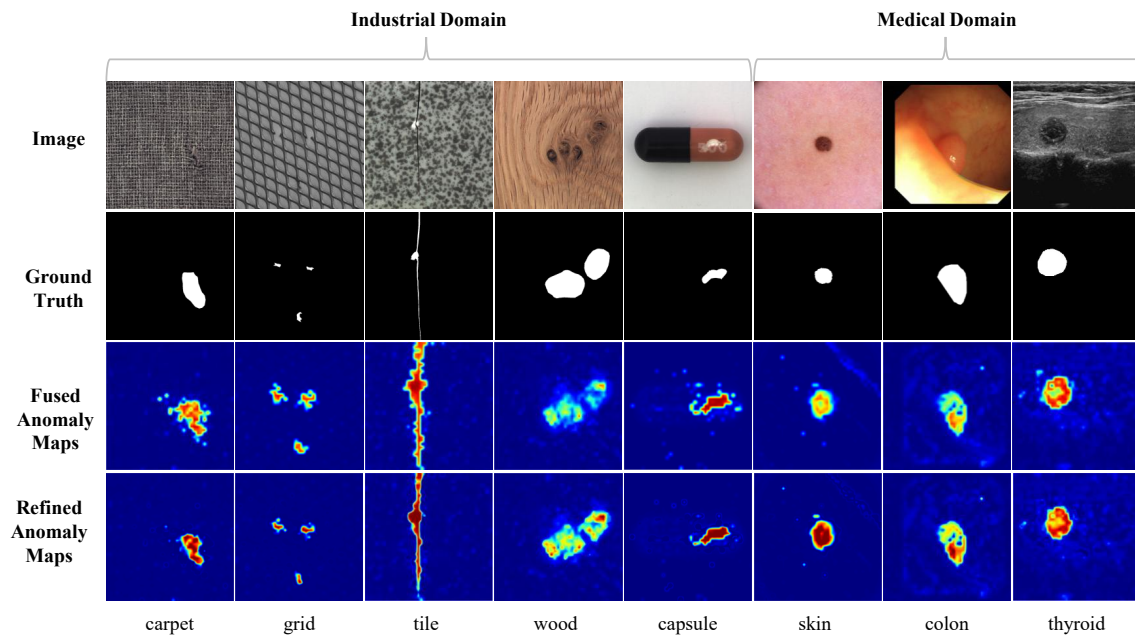 Industrial Domain
Medical Domain
Image
Ground
Truth
Fused
Anomaly
Maps
Refined
Anomaly
Maps
carpet
grid
tile
wood
capsule
skin
colon
thyroid